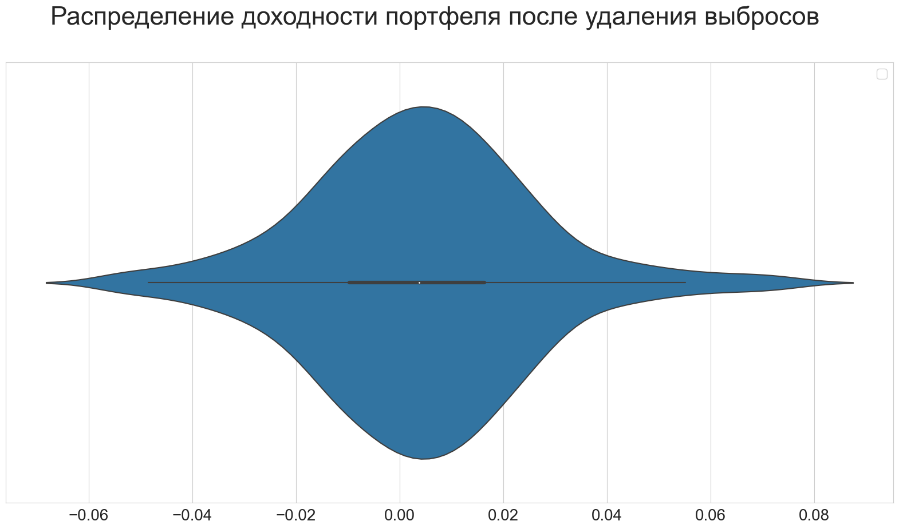 Распределение доходности портфеля после удаления выбросов
−0.06 −0.04 −0.02 0.00 0.02 0.04 0.06 0.08